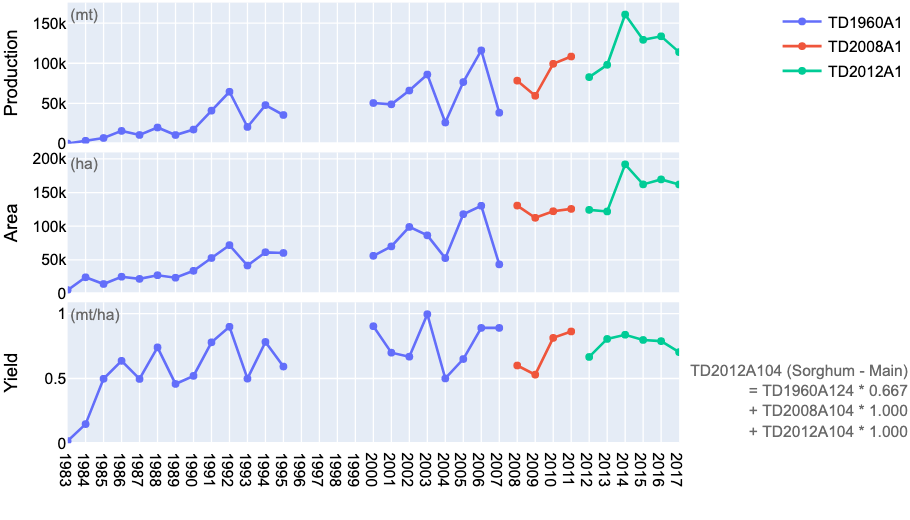 (mt)
150k
100k
50k
0
Production
TD1960A1
TD2008A1
TD2012A1
(ha)
200k
150k
100k
50k
0
Area
(mt/ha)
1
0.5
0
Yield
TD2012A104 (Sorghum - Main)
= TD1960A124 * 0.667
+ TD2008A104 * 1.000
+ TD2012A104 * 1.000
1983
1984
1985
1986
1987
1988
1989
1990
1991
1992
1993
1994
1995
1996
1997
1998
1999
2000
2001
2002
2003
2004
2005
2006
2007
2008
2009
2010
2011
2012
2013
2014
2015
2016
2017